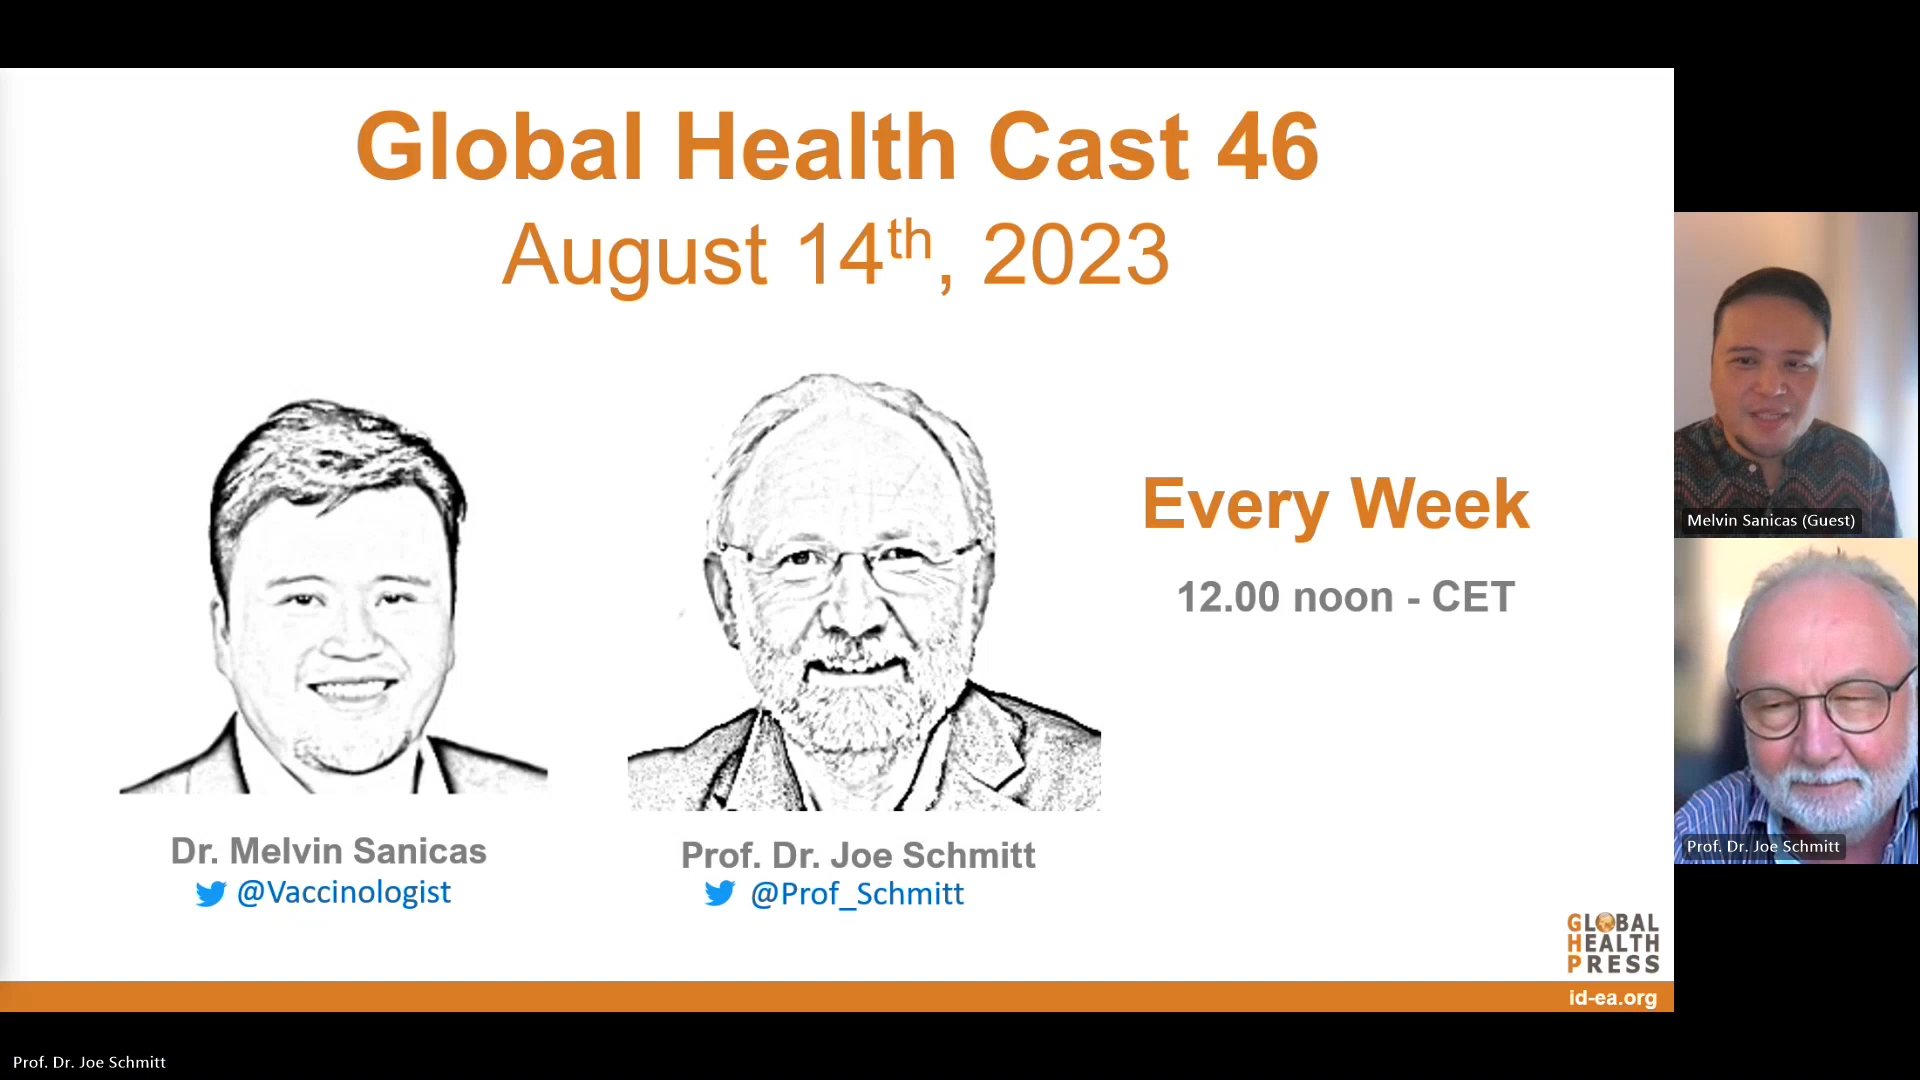 Global Health Cast 46
August 14th, 2023
Every Week
12.00 noon - CET
Dr. Melvin Sanicas
@Vaccinologist
Prof. Dr. Joe Schmitt
@Prof_Schmitt
GLOBAL
HEALTH
PRESS
id-ea.org
Melvin Sanicas (Guest)
Prof. Dr. Joe Schmitt
Prof. Dr. Joe Schmitt